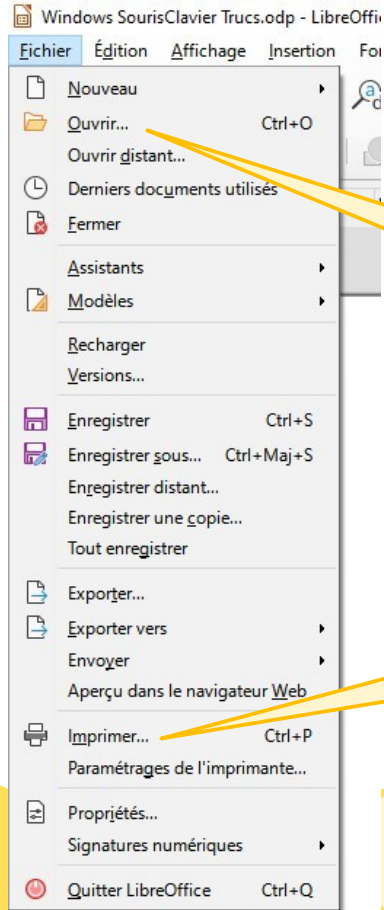 Windows SourisClavier Trucs.odp - LibreOffi
Fichier Édition Affichage Insertion For
Nouveau
Ouvrir... Ctrl+O
Ouvrir distant...
Derniers documents utilisés
Fermer
Assistants
Modèles
Recharger
Versions...
Enregistrer Ctrl+S
Enregistrer sous... Ctrl+Maj+S
Enregistrer distant...
Enregistrer une copie...
Tout enregistrer
Exporter...
Exporter vers
Envoyer
Aperçu dans le navigateur Web
Imprimer... Ctrl+P
Paramétrages de l'imprimante...
Propriétés...
Signatures numériques
Quitter LibreOffice Ctrl+Q